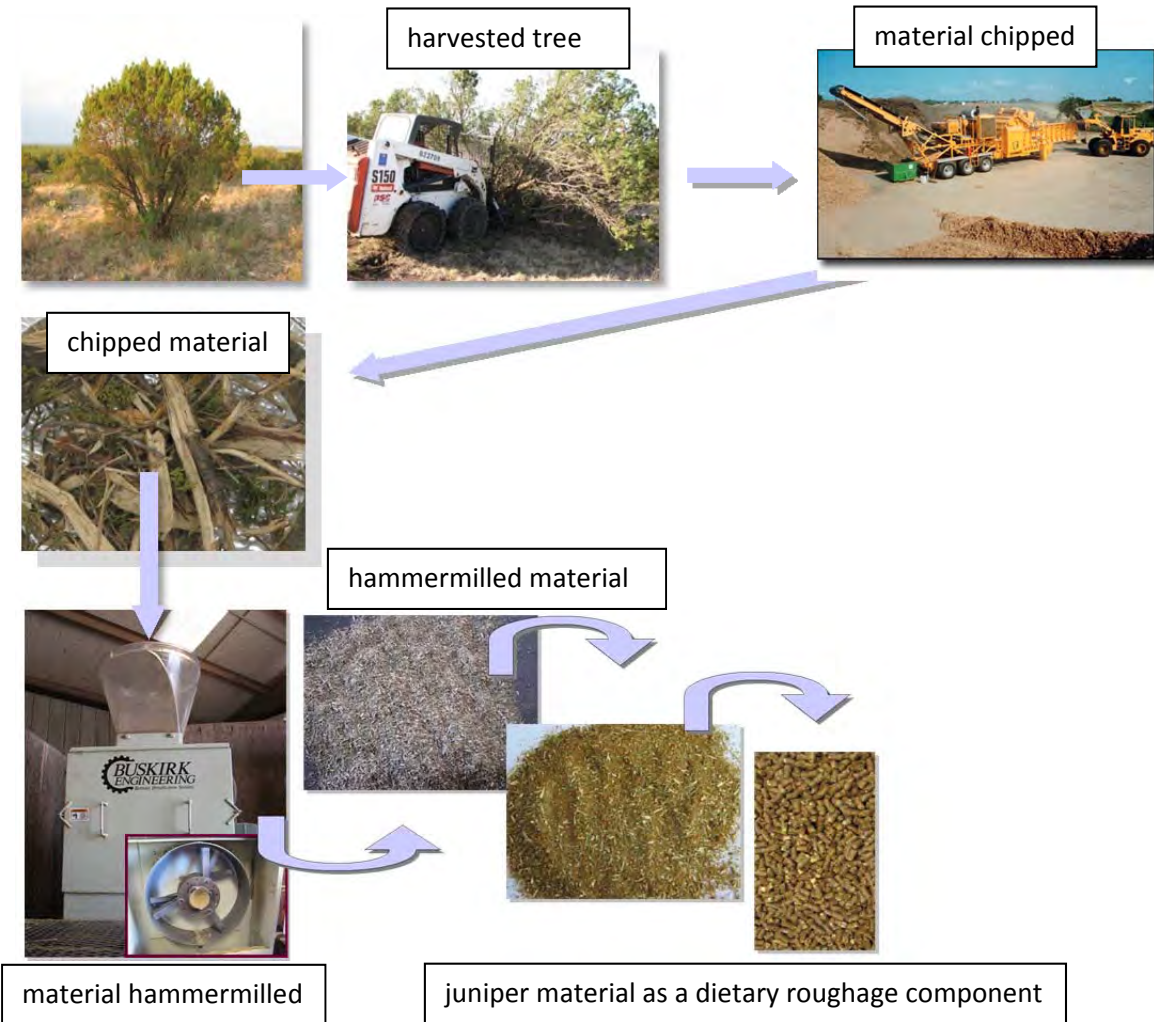 harvested tree
material chipped
S150
chipped material
hammermilled material
BUSKIRK
ENGINEERING
material hammermilled
juniper material as a dietary roughage component